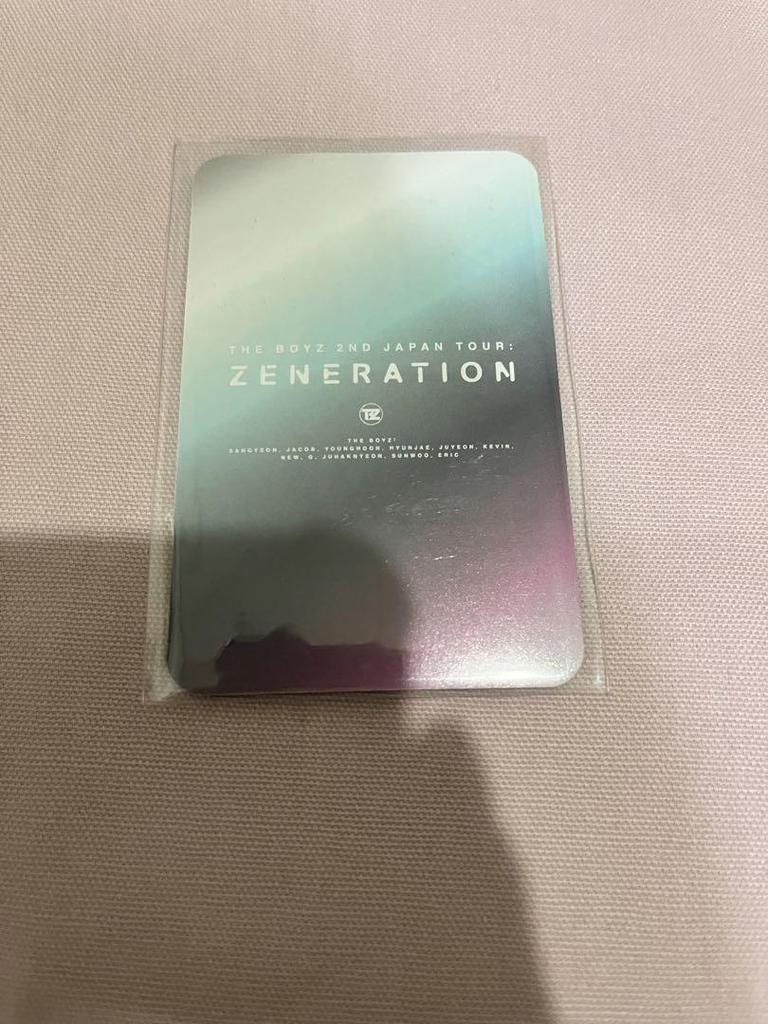 THE BOYZ 2ND JAPAN TOUR:
ZENERATION
TBZ
THE BOYZ:
SANGYEON, JACOB, YOUNGHOON, HYUNJAE, JUYEON, KEVIN,
NEW, Q, JUHAKNYEON, SUNWOO, ERIC